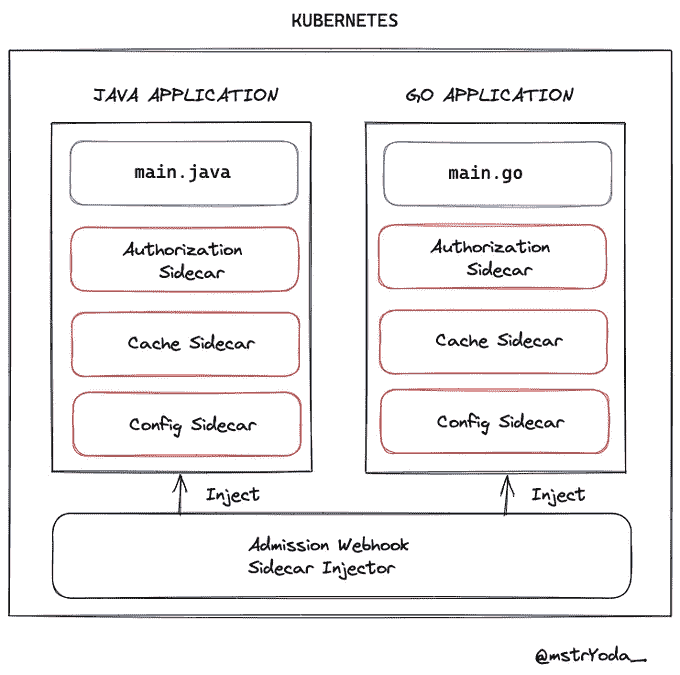 KUBERNETES
JAVA APPLICATION
GO APPLICATION
main.java
main.go
Authorization
Sidecar
Authorization
Sidecar
Cache Sidecar
Cache Sidecar
Config Sidecar
Config Sidecar
Inject
Inject
Admission Webhook
Sidecar Injector
@mstrYoda_